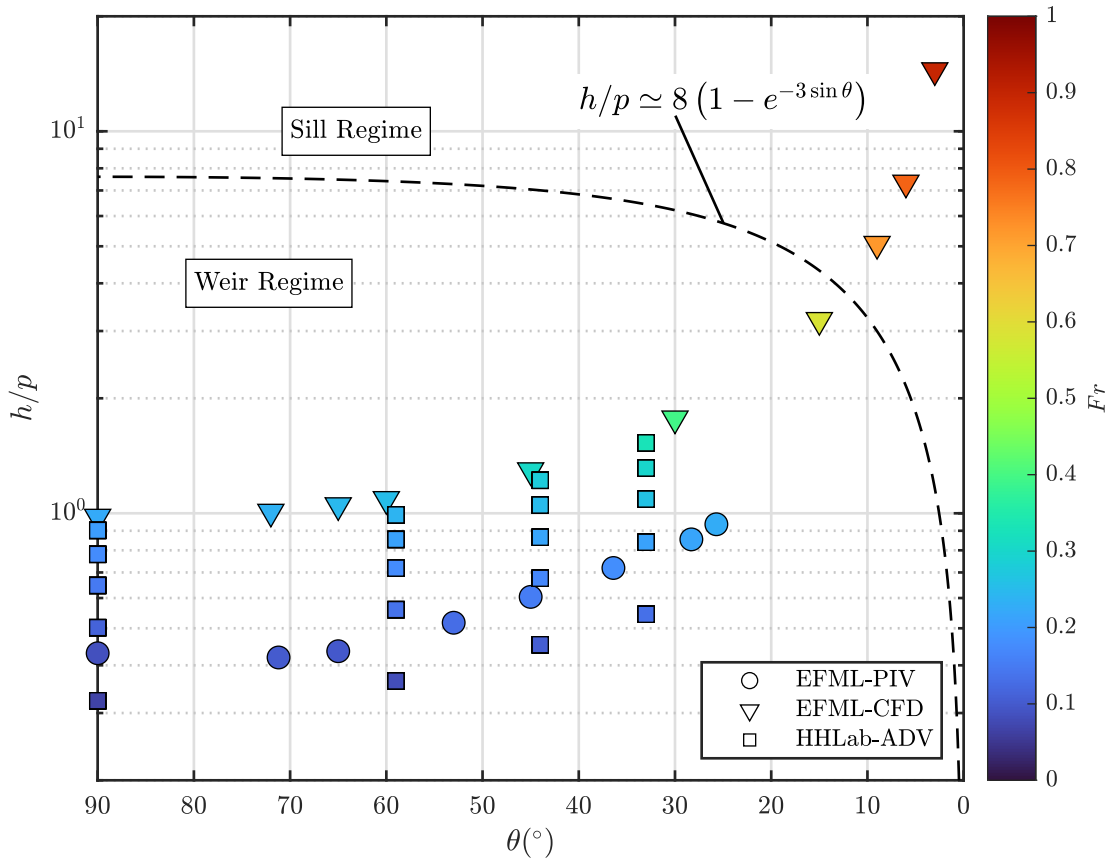 h/p ≃ 8 (1 − e^{−3 sin θ})
Sill Regime
Weir Regime
10^1
10^0
h/p
90 80 70 60 50 40 30 20 10 0
θ(°)
EFML-PIV
EFML-CFD
HHLab-ADV
1
0.9
0.8
0.7
0.6
0.5
0.4
0.3
0.2
0.1
0
Fr